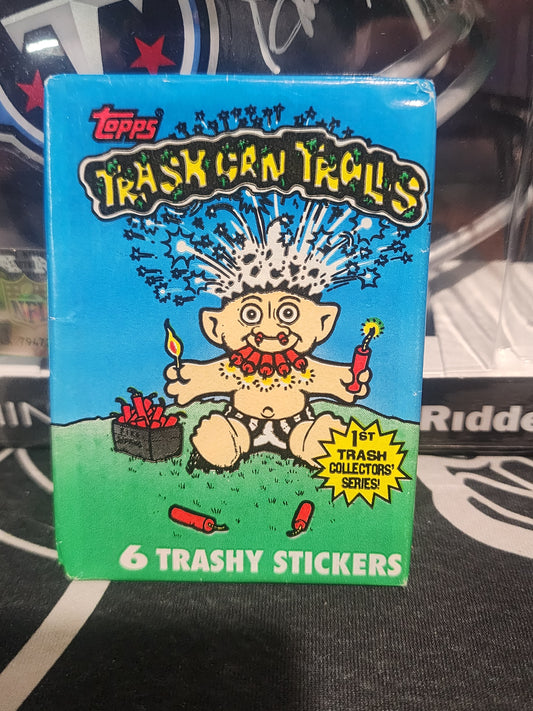 Topps®
TRASH CAN TROLLS
1ST
TRASH
COLLECTORS'
SERIES!
6 TRASHY STICKERS
Ridde